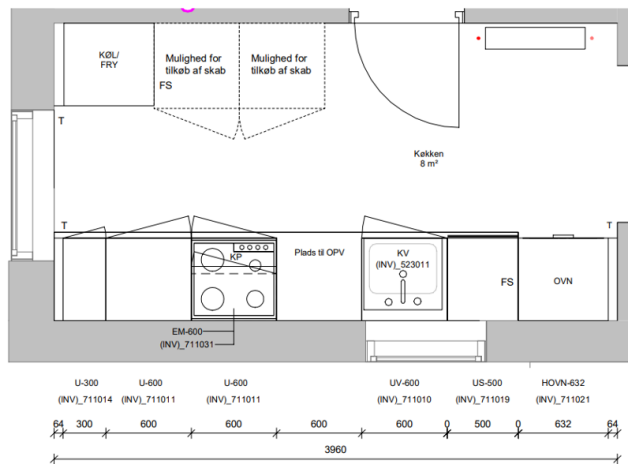 KØL/
FRY
Mulighed for
tilkøb af skab
Mulighed for
tilkøb af skab
FS
T
Køkken
8 m²
T
T
KP
Plads til OPV
KV
(INV)_523011
FS
OVN
EM-600
(INV)_711031
U-300
(INV)_711014
U-600
(INV)_711011
U-600
(INV)_711011
UV-600
(INV)_711010
US-500
(INV)_711019
HOVN-632
(INV)_711021
64 300 600 600 600 600 0 500 0 632 64
3960